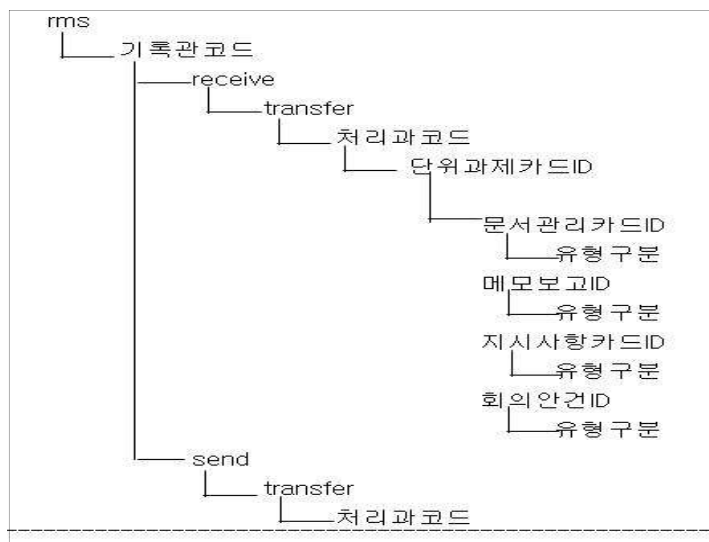 rms
기록관코드
receive
transfer
처리과코드
단위과제카드ID
문서관리카드ID
유형구분
메모보고ID
유형구분
지시사항카드ID
유형구분
회의안건ID
유형구분
send
transfer
처리과코드